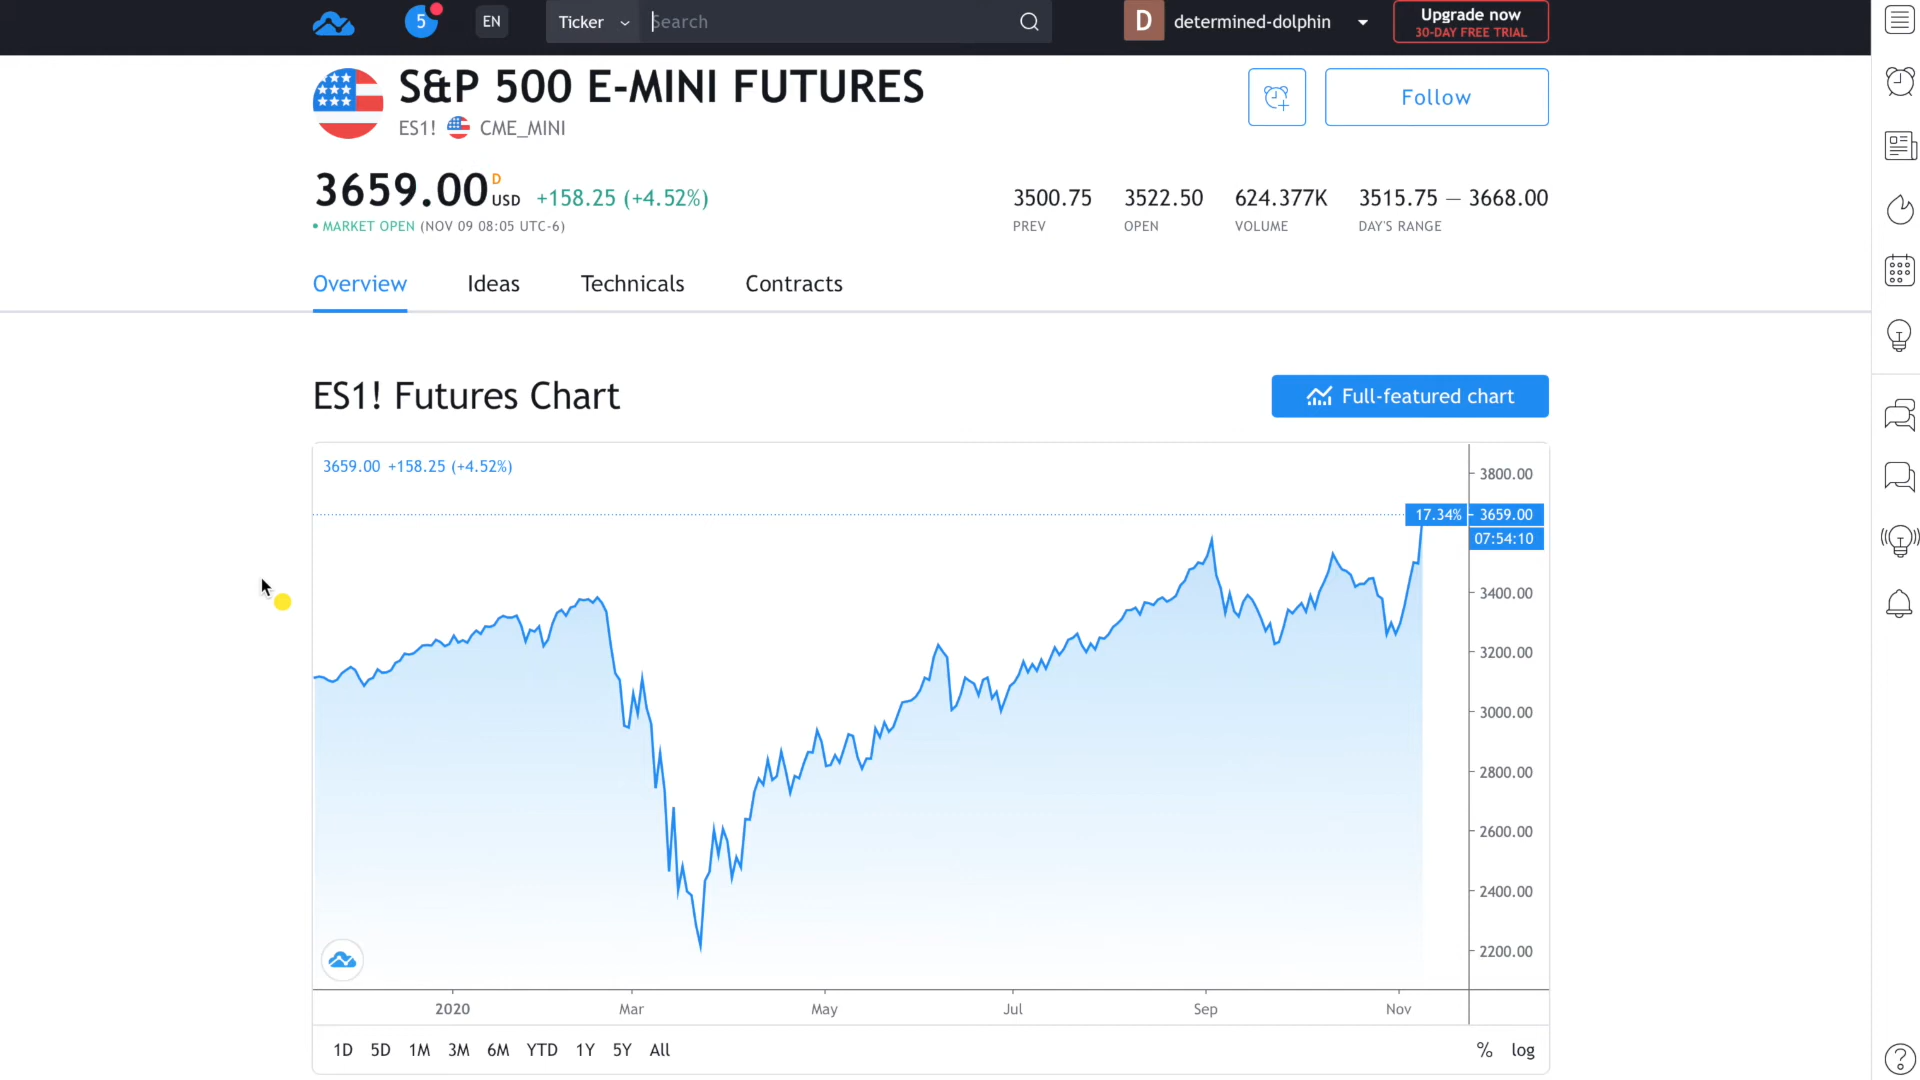 5 EN Ticker Search D determined-dolphin Upgrade now
30-DAY FREE TRIAL
S&P 500 E-MINI FUTURES
ES1! CME_MINI
Follow
3659.00 D USD +158.25 (+4.52%)
• MARKET OPEN (NOV 09 08:05 UTC-6)
3500.75 3522.50 624.377K 3515.75 — 3668.00
PREV OPEN VOLUME DAY'S RANGE
Overview Ideas Technicals Contracts
ES1! Futures Chart
Full-featured chart
3659.00 +158.25 (+4.52%)
3800.00
17.34% 3659.00
07:54:10
3400.00
3200.00
3000.00
2800.00
2600.00
2400.00
2200.00
2020 Mar May Jul Sep Nov
1D 5D 1M 3M 6M YTD 1Y 5Y All % log